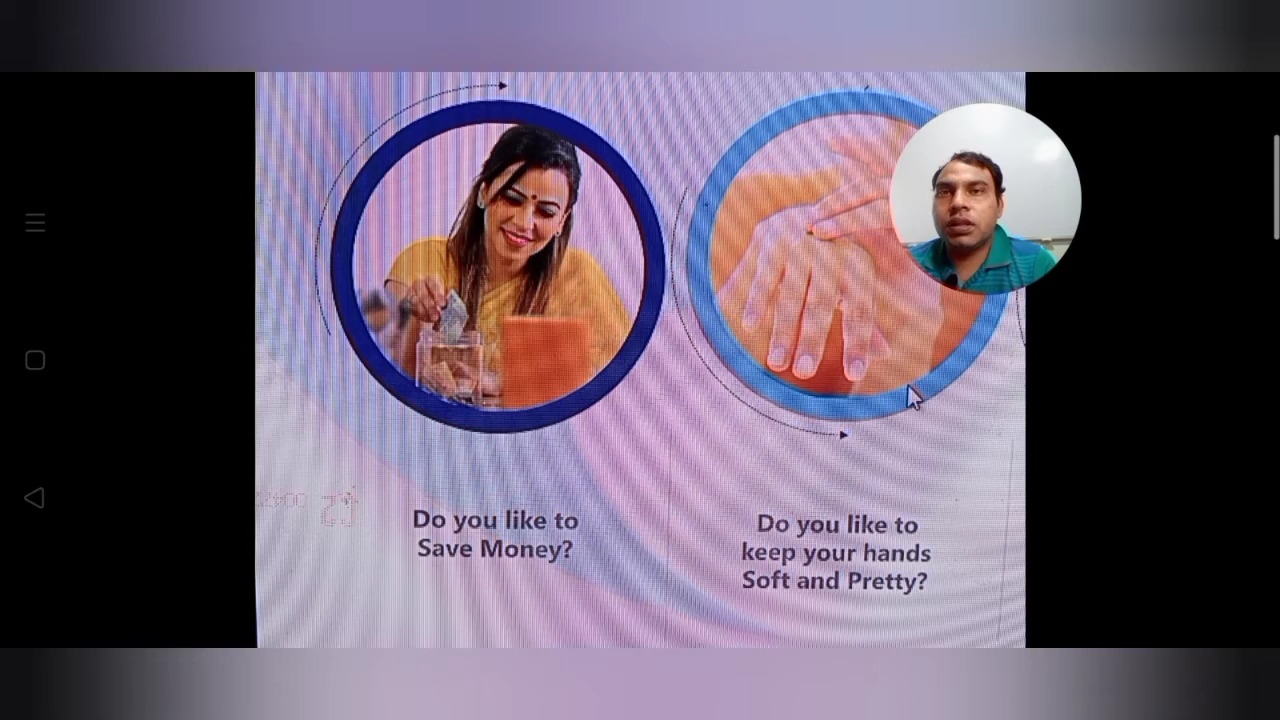 Do you like to
Save Money?
Do you like to
keep your hands
Soft and Pretty?